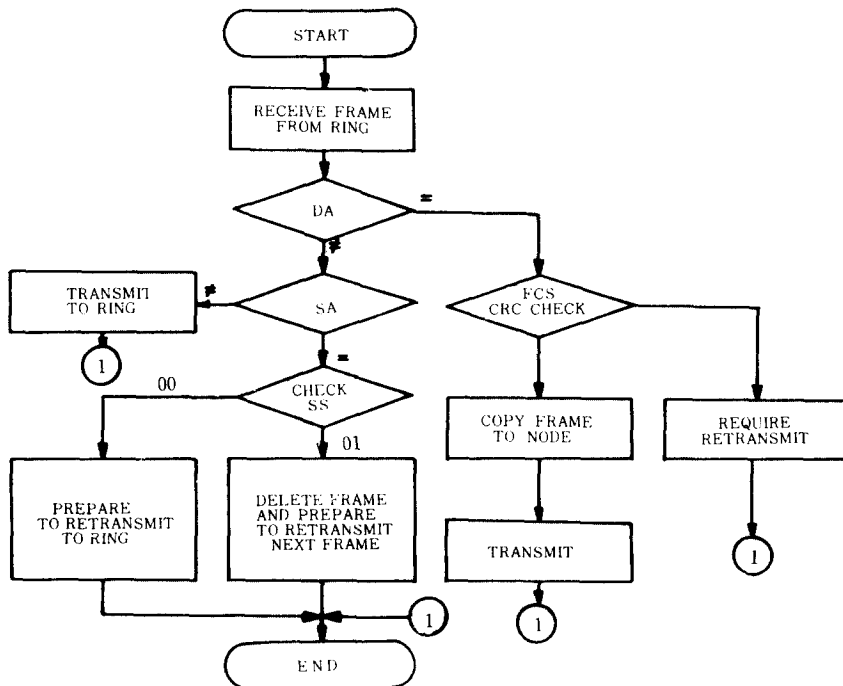 START
RECEIVE FRAME
FROM RING
DA
=
≠
SA
≠
TRANSMIT
TO RING
1
=
FCS
CRC CHECK
CHECK
SS
00
01
COPY FRAME
TO NODE
REQUIRE
RETRANSMIT
PREPARE
TO RETRANSMIT
TO RING
DELETE FRAME
AND PREPARE
TO RETRANSMIT
NEXT FRAME
TRANSMIT
1
1
1
END